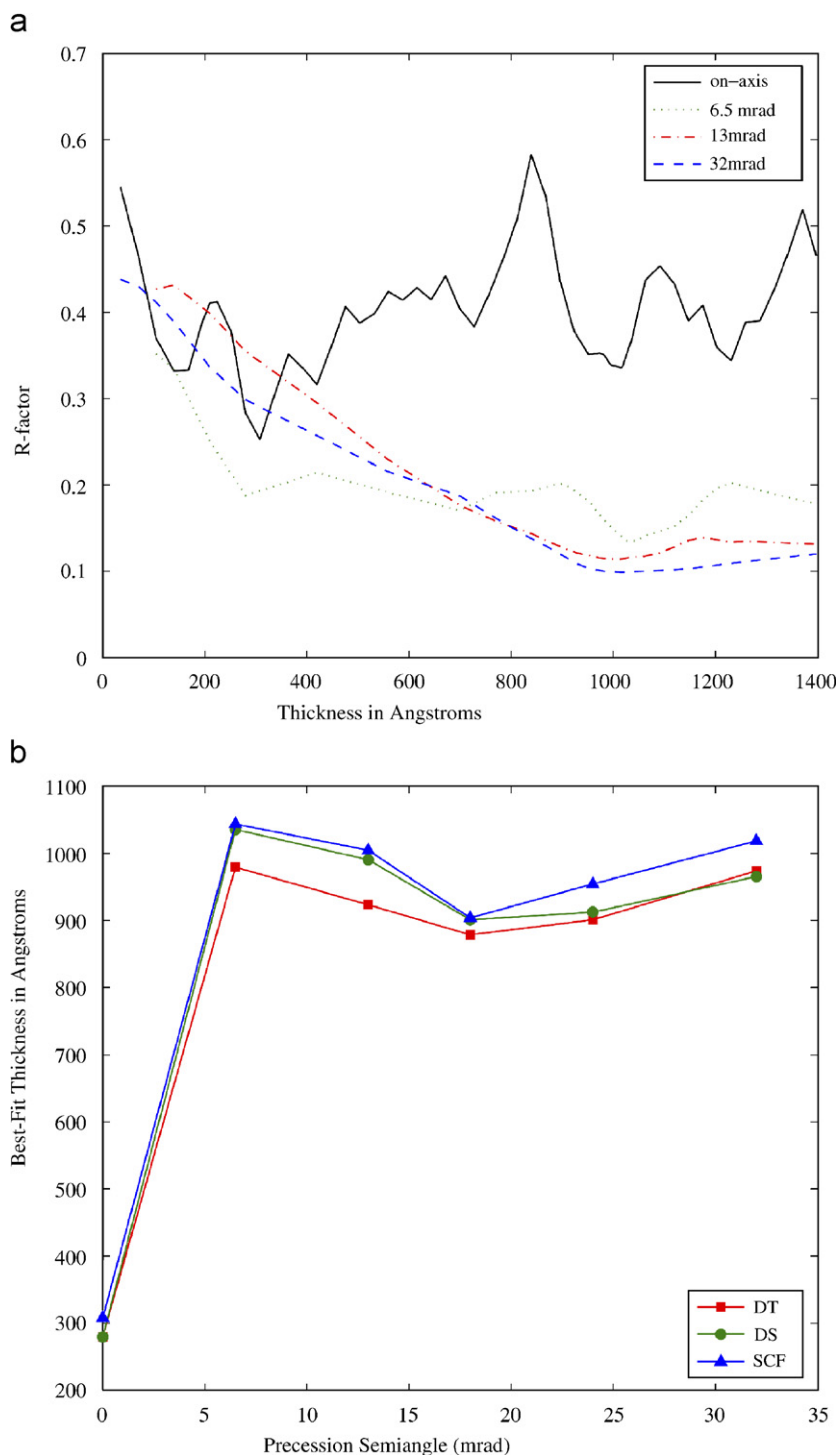 a
0.7
0.6
0.5
0.4
0.3
0.2
0.1
0
R-factor
on-axis
6.5 mrad
13mrad
32mrad
0 200 400 600 800 1000 1200 1400
Thickness in Angstroms
b
1100
1000
900
800
700
600
500
400
300
200
Best-Fit Thickness in Angstroms
DT
DS
SCF
0 5 10 15 20 25 30 35
Precession Semiangle (mrad)